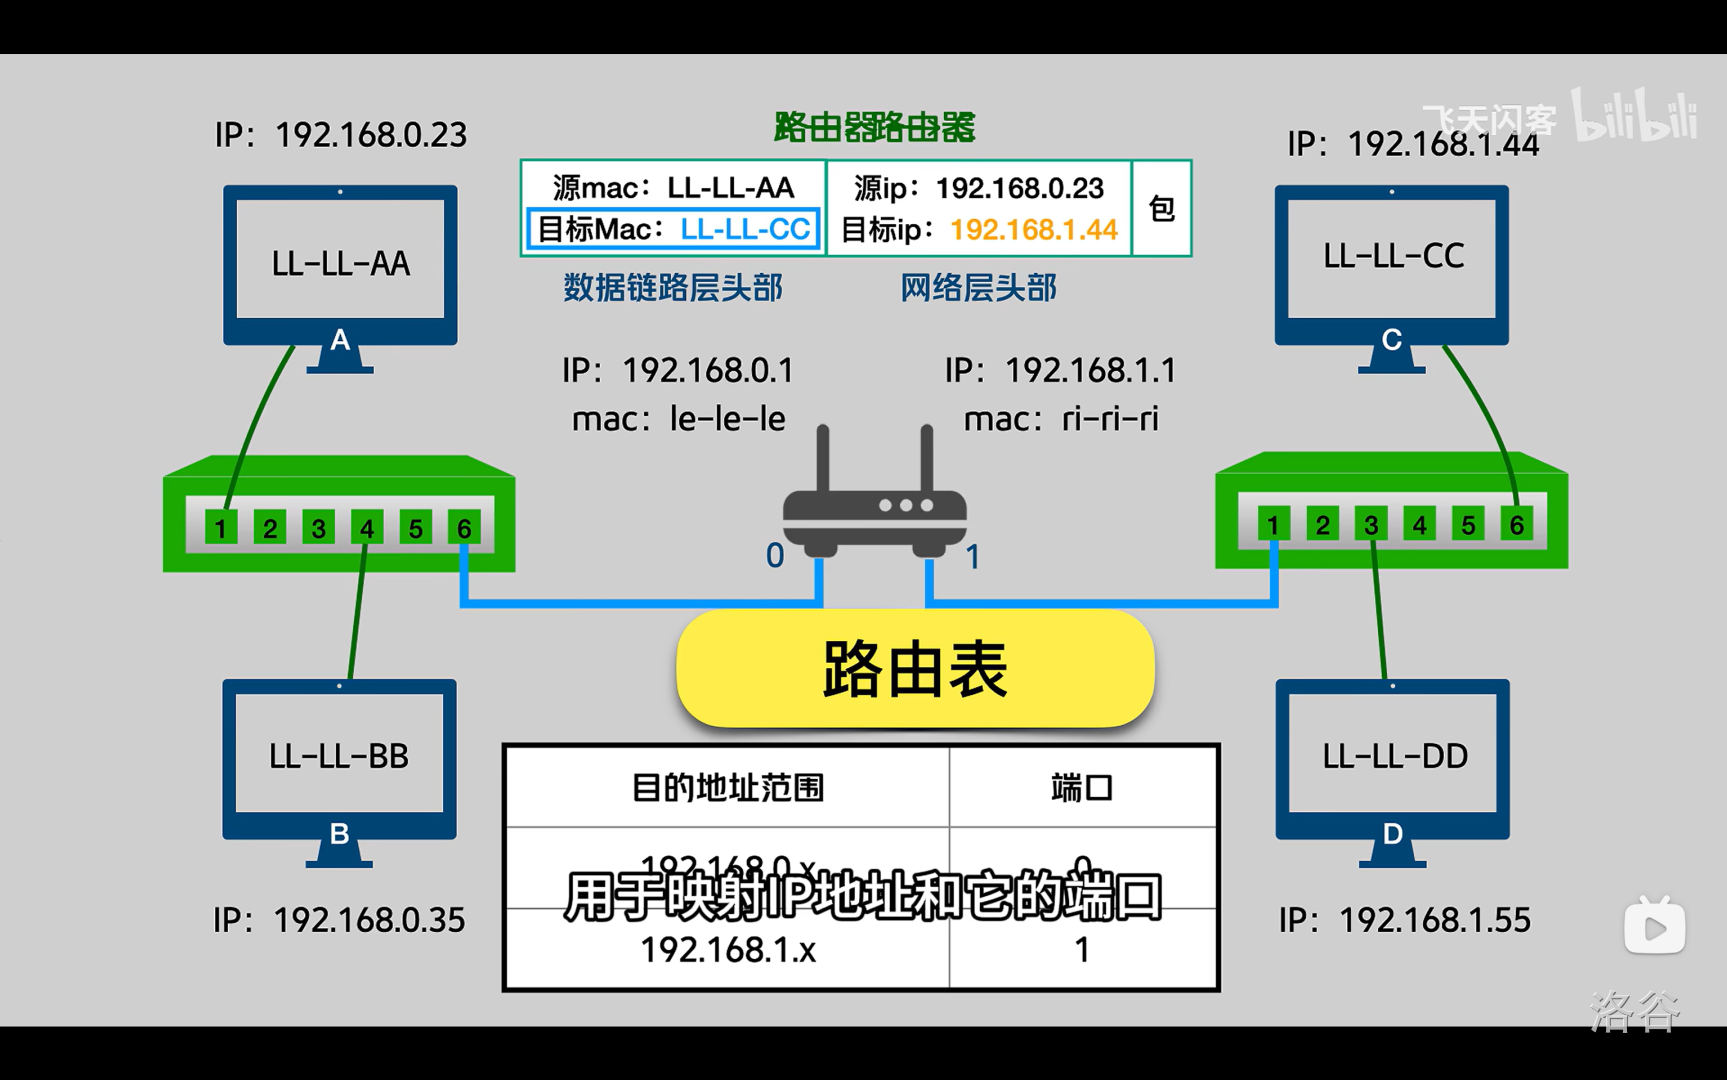 飞天闪客 bilibili
IP：192.168.0.23
路由器路由器
IP：192.168.1.44
源mac：LL-LL-AA
源ip：192.168.0.23
包
目标Mac：LL-LL-CC
目标ip：192.168.1.44
数据链路层头部
网络层头部
LL-LL-AA
A
LL-LL-CC
C
IP：192.168.0.1
mac：le-le-le
IP：192.168.1.1
mac：ri-ri-ri
1 2 3 4 5 6
0
1
1 2 3 4 5 6
路由表
LL-LL-BB
B
LL-LL-DD
D
目的地址范围
端口
192.168.0.x
0
用于映射IP地址和它的端口
192.168.1.x
1
IP：192.168.0.35
IP：192.168.1.55
洛谷